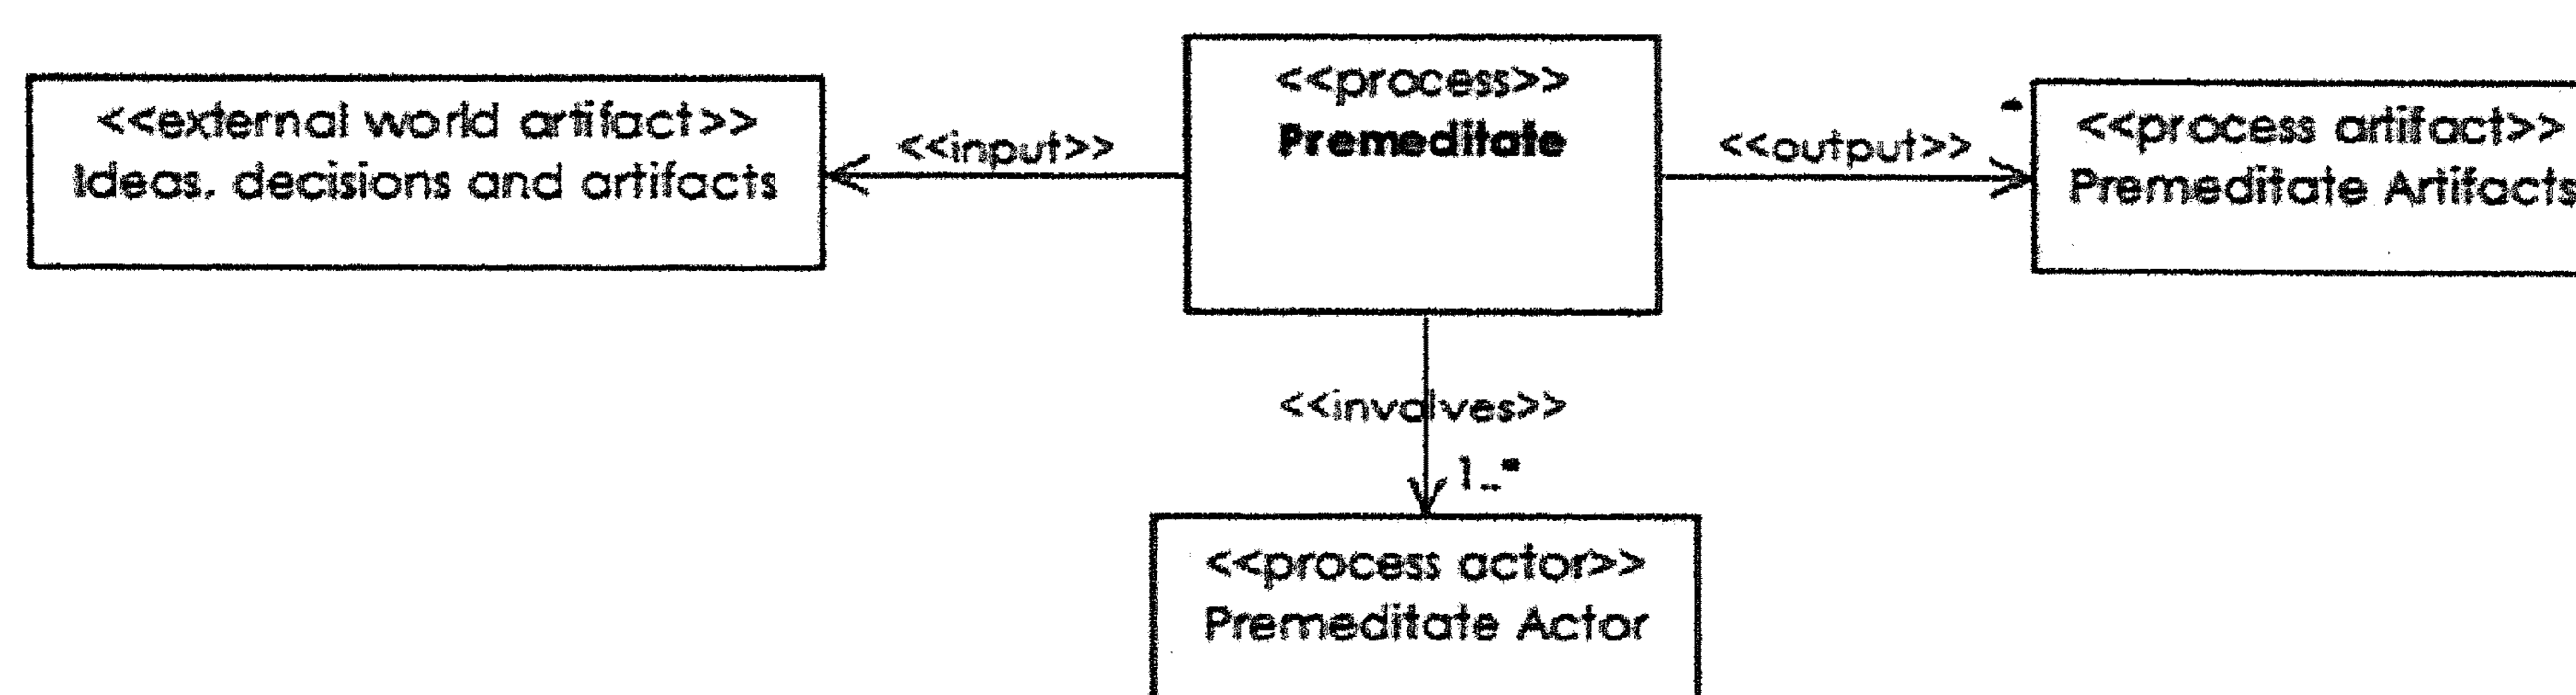 <<process>>
Premeditate
<<external world artifact>>
Ideas, decisions and artifacts
<<input>>
<<output>>
*
<<process artifact>>
Premeditate Artifacts
<<involves>>
1..*
<<process actor>>
Premeditate Actor